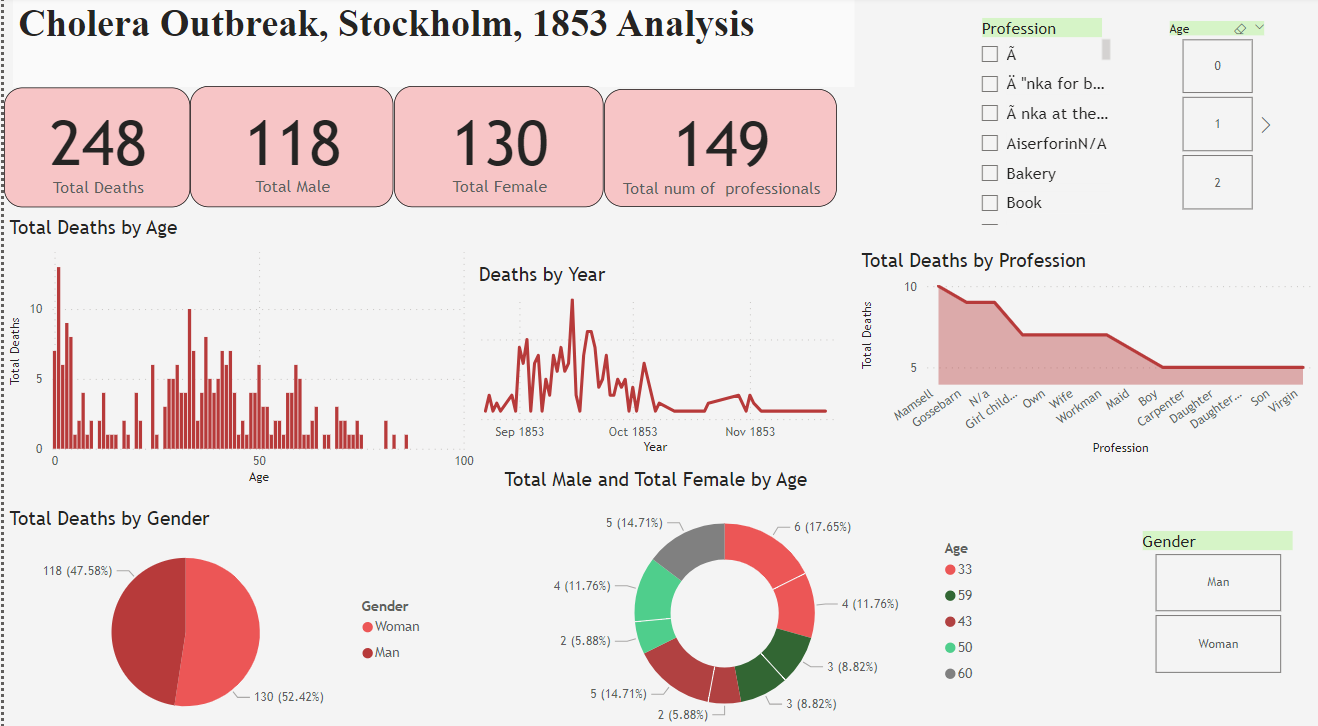 Cholera Outbreak, Stockholm, 1853 Analysis
248
Total Deaths
118
Total Male
130
Total Female
149
Total num of professionals
Profession
Ã
Ä "nka for b...
Ã nka at the...
AiserforinN/A
Bakery
Book
Age
0
1
2
Total Deaths by Age
Total Deaths
10
5
0
0
50
100
Age
Deaths by Year
Sep 1853
Oct 1853
Nov 1853
Year
Total Deaths by Profession
Total Deaths
10
5
Mamsell
Gossebarn
N/a
Girl child...
Own
Wife
Workman
Maid
Boy
Carpenter
Daughter
Daughter...
Son
Virgin
Profession
Total Deaths by Gender
118 (47.58%)
130 (52.42%)
Gender
Woman
Man
Total Male and Total Female by Age
5 (14.71%)
6 (17.65%)
4 (11.76%)
4 (11.76%)
2 (5.88%)
3 (8.82%)
5 (14.71%)
3 (8.82%)
2 (5.88%)
Age
33
59
43
50
60
Gender
Man
Woman